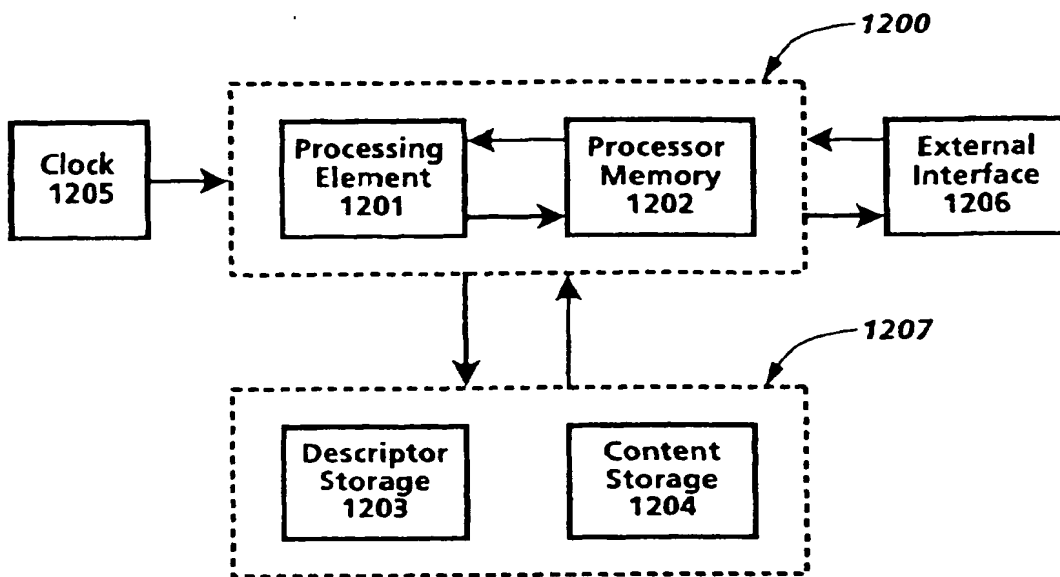 1200
Clock
1205
Processing
Element
1201
Processor
Memory
1202
External
Interface
1206
1207
Descriptor
Storage
1203
Content
Storage
1204